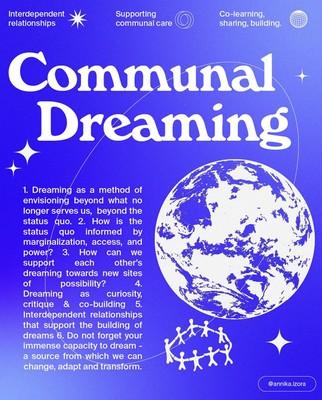 Interdependent
relationships
Supporting
communal care
Co-learning,
sharing, building.
Communal
Dreaming
1. Dreaming as a method of
envisioning beyond what no
longer serves us, beyond the
status quo. 2. How is the
status quo informed by
marginalization, access, and
power? 3. How can we
support each other's
dreaming towards new sites
of possibility? 4.
Dreaming as curiosity,
critique & co-building 5.
Interdependent relationships
that support the building of
dreams 6. Do not forget your
immense capacity to dream -
a source from which we can
change, adapt and transform.
@annika.izora